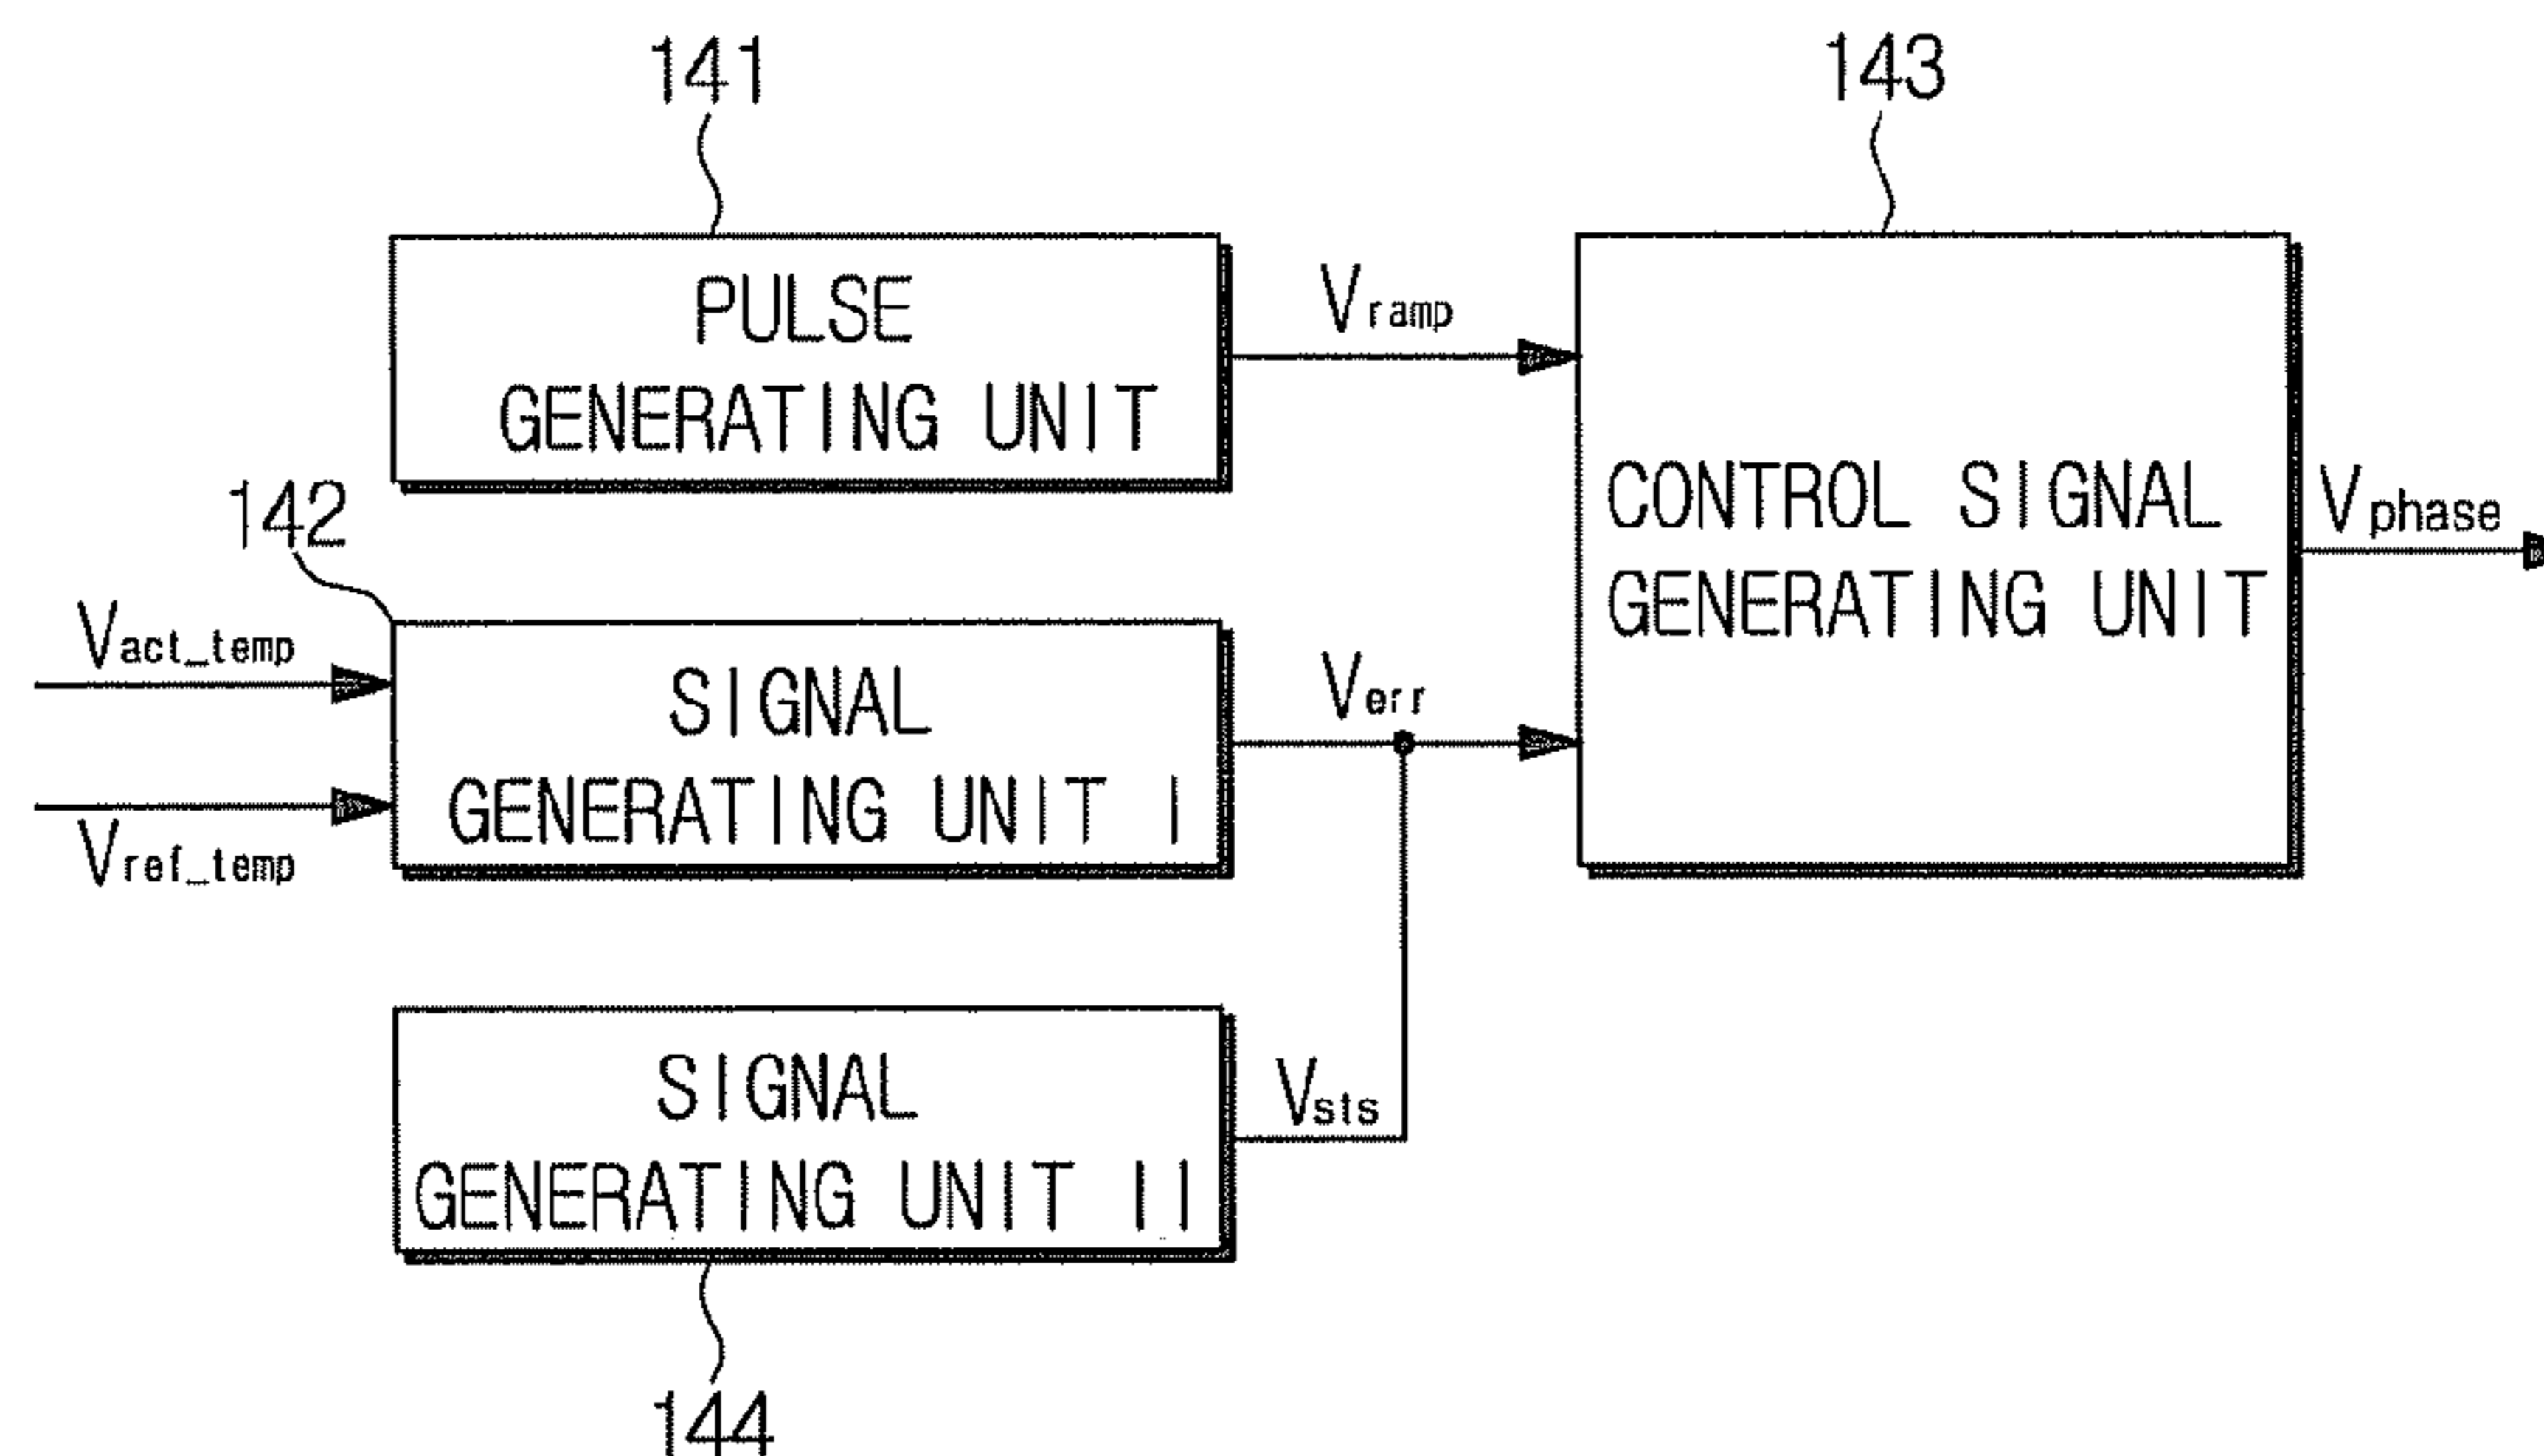 141
143
PULSE
GENERATING UNIT
Vramp
142
CONTROL SIGNAL
GENERATING UNIT
Vphase
Vact_temp
SIGNAL
GENERATING UNIT I
Verr
Vref_temp
SIGNAL
GENERATING UNIT II
Vsts
144